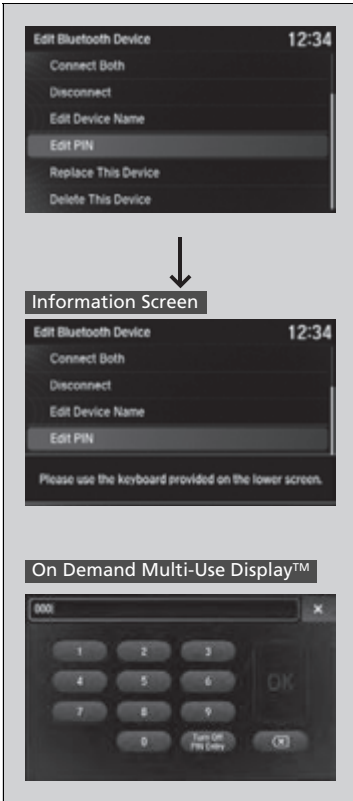 Edit Bluetooth Device 12:34
Connect Both
Disconnect
Edit Device Name
Edit PIN
Replace This Device
Delete This Device
Information Screen
Edit Bluetooth Device 12:34
Connect Both
Disconnect
Edit Device Name
Edit PIN
Please use the keyboard provided on the lower screen.
On Demand Multi-Use Display™
000 ×
1 2 3
4 5 6 OK
7 8 9
0 Turn Off PIN Entry